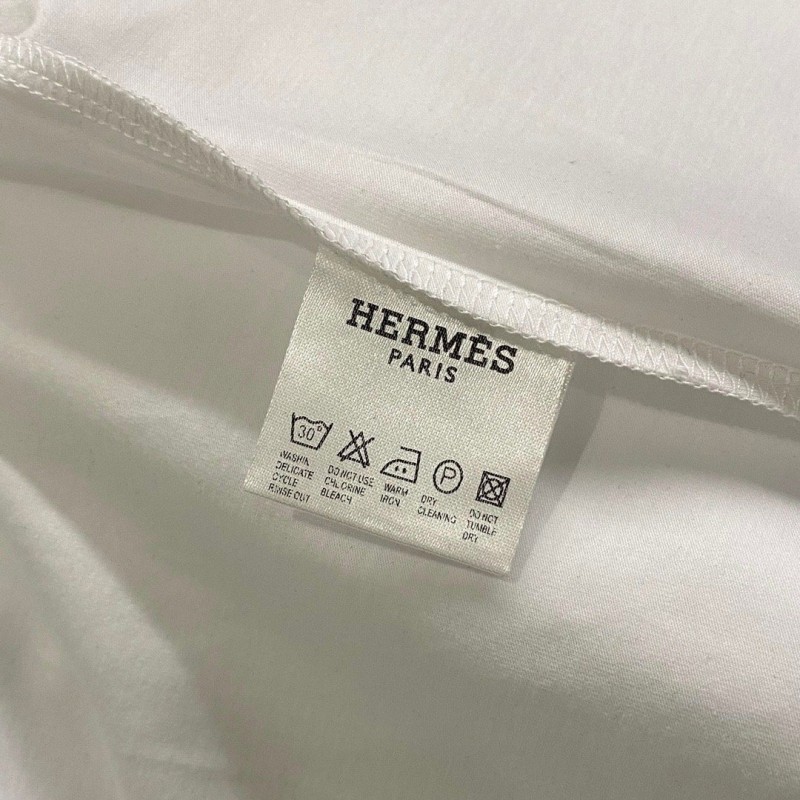 HERMÈS
PARIS
30°
P
WASHIN
DELICATE
CYCLE
RINSE OUT
DO NOT USE
CHLORINE
BLEACH
WARM
IRON
DRY
CLEANING
DO NOT
TUMBLE
DRY